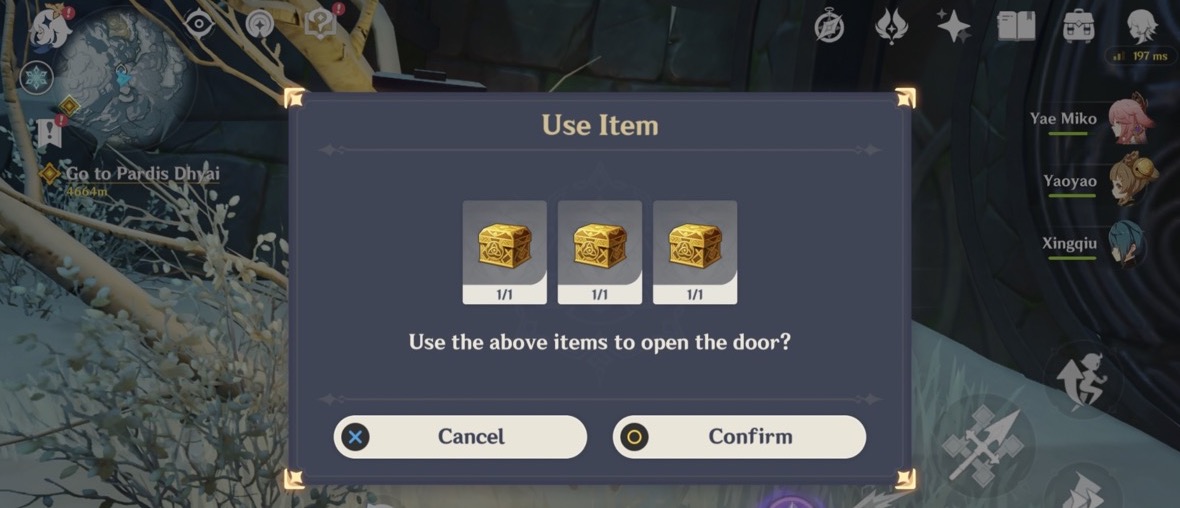 197 ms
Use Item
Yae Miko
Go to Pardis Dhyai
4664m
Yaoyao
Xingqiu
1/1
1/1
1/1
Use the above items to open the door?
Cancel
Confirm